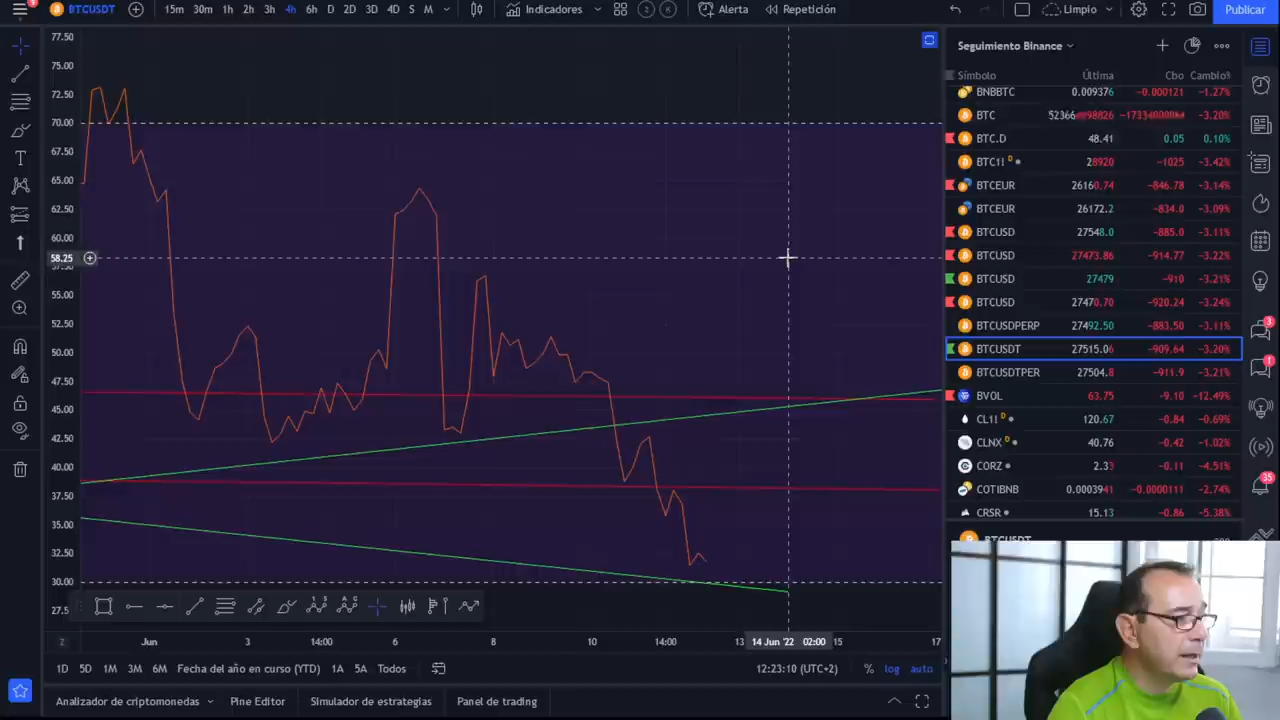 9 BTCUSDT 15m 30m 1h 2h 3h 4h 6h D 2D 3D 4D S M Indicadores 2 K Alerta Repetición Limpio Publicar
77.50
75.00
72.50
70.00
67.50
65.00
62.50
60.00
58.25
57.50
55.00
52.50
50.00
47.50
45.00
42.50
40.00
37.50
35.00
32.50
30.00
27.5
Z Jun 3 14:00 6 8 10 14:00 13 14 Jun '22 02:00 15 17
1D 5D 1M 3M 6M Fecha del año en curso (YTD) 1A 5A Todos 12:23:10 (UTC+2) % log auto
Analizador de criptomonedas Pine Editor Simulador de estrategias Panel de trading
Seguimiento Binance
Símbolo Última Cbo Cambio%
BNBBTC 0.009376 −0.000121 −1.27%
BTC −3.20%
BTC.D 48.41 0.05 0.10%
BTC1! D 28920 −1025 −3.42%
BTCEUR 26160.74 −846.78 −3.14%
BTCEUR 26172.2 −834.0 −3.09%
BTCUSD 27548.0 −885.0 −3.11%
BTCUSD 27473.86 −914.77 −3.22%
BTCUSD 27479 −910 −3.21%
BTCUSD 27470.70 −920.24 −3.24%
BTCUSDPERP 27492.50 −883.50 −3.11%
BTCUSDT 27515.06 −909.64 −3.20%
BTCUSDTPER 27504.8 −911.9 −3.21%
BVOL 63.75 −9.10 −12.49%
CL1! D 120.67 −0.84 −0.69%
CLNX D 40.76 −0.42 −1.02%
CORZ 2.33 −0.11 −4.51%
COTIBNB 0.0003941 −0.0000111 −2.74%
CRSR 15.13 −0.86 −5.38%
BTCUSDT
3
1
35